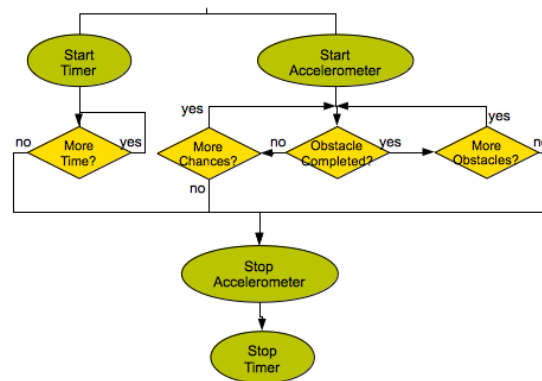 Start
Timer
Start
Accelerometer
yes
no
More
Time?
yes
More
Chances?
no
Obstacle
Completed?
yes
yes
More
Obstacles?
no
no
Stop
Accelerometer
Stop
Timer